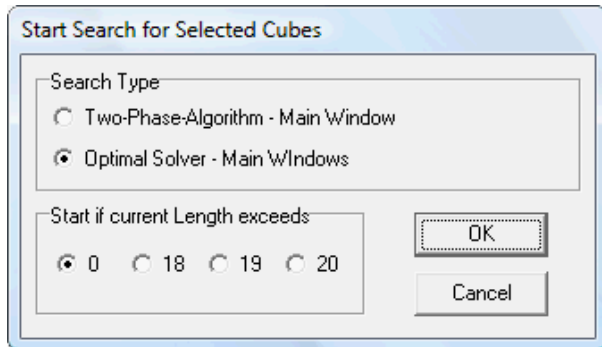 Start Search for Selected Cubes
Search Type
Two-Phase-Algorithm - Main Window
Optimal Solver - Main WIndows
Start if current Length exceeds
0 18 19 20
OK
Cancel